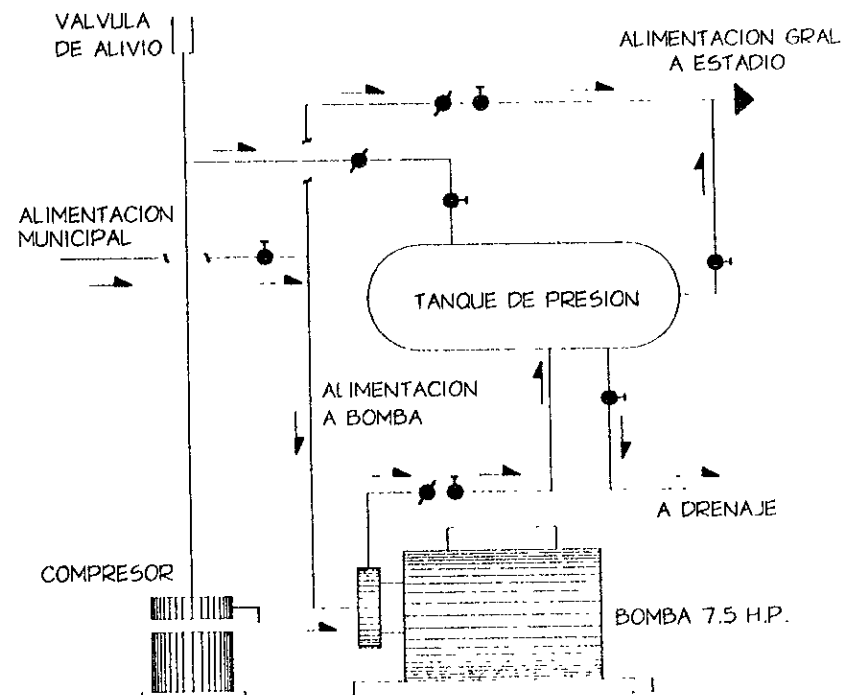 VALVULA
DE ALIVIO
ALIMENTACION GRAL
A ESTADIO
ALIMENTACION
MUNICIPAL
TANQUE DE PRESION
ALIMENTACION
A BOMBA
A DRENAJE
COMPRESOR
BOMBA 7.5 H.P.